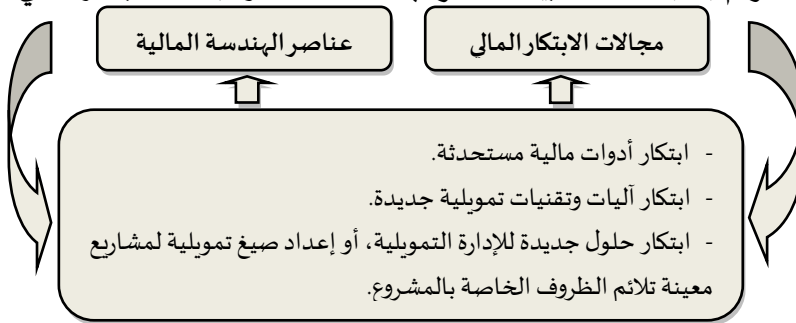 مجالات الابتكار المالي
عناصر الهندسة المالية
- ابتكار أدوات مالية مستحدثة.
- ابتكار آليات وتقنيات تمويلية جديدة.
- ابتكار حلول جديدة للإدارة التمويلية، أو إعداد صيغ تمويلية لمشاريع
معينة تلائم الظروف الخاصة بالمشروع.